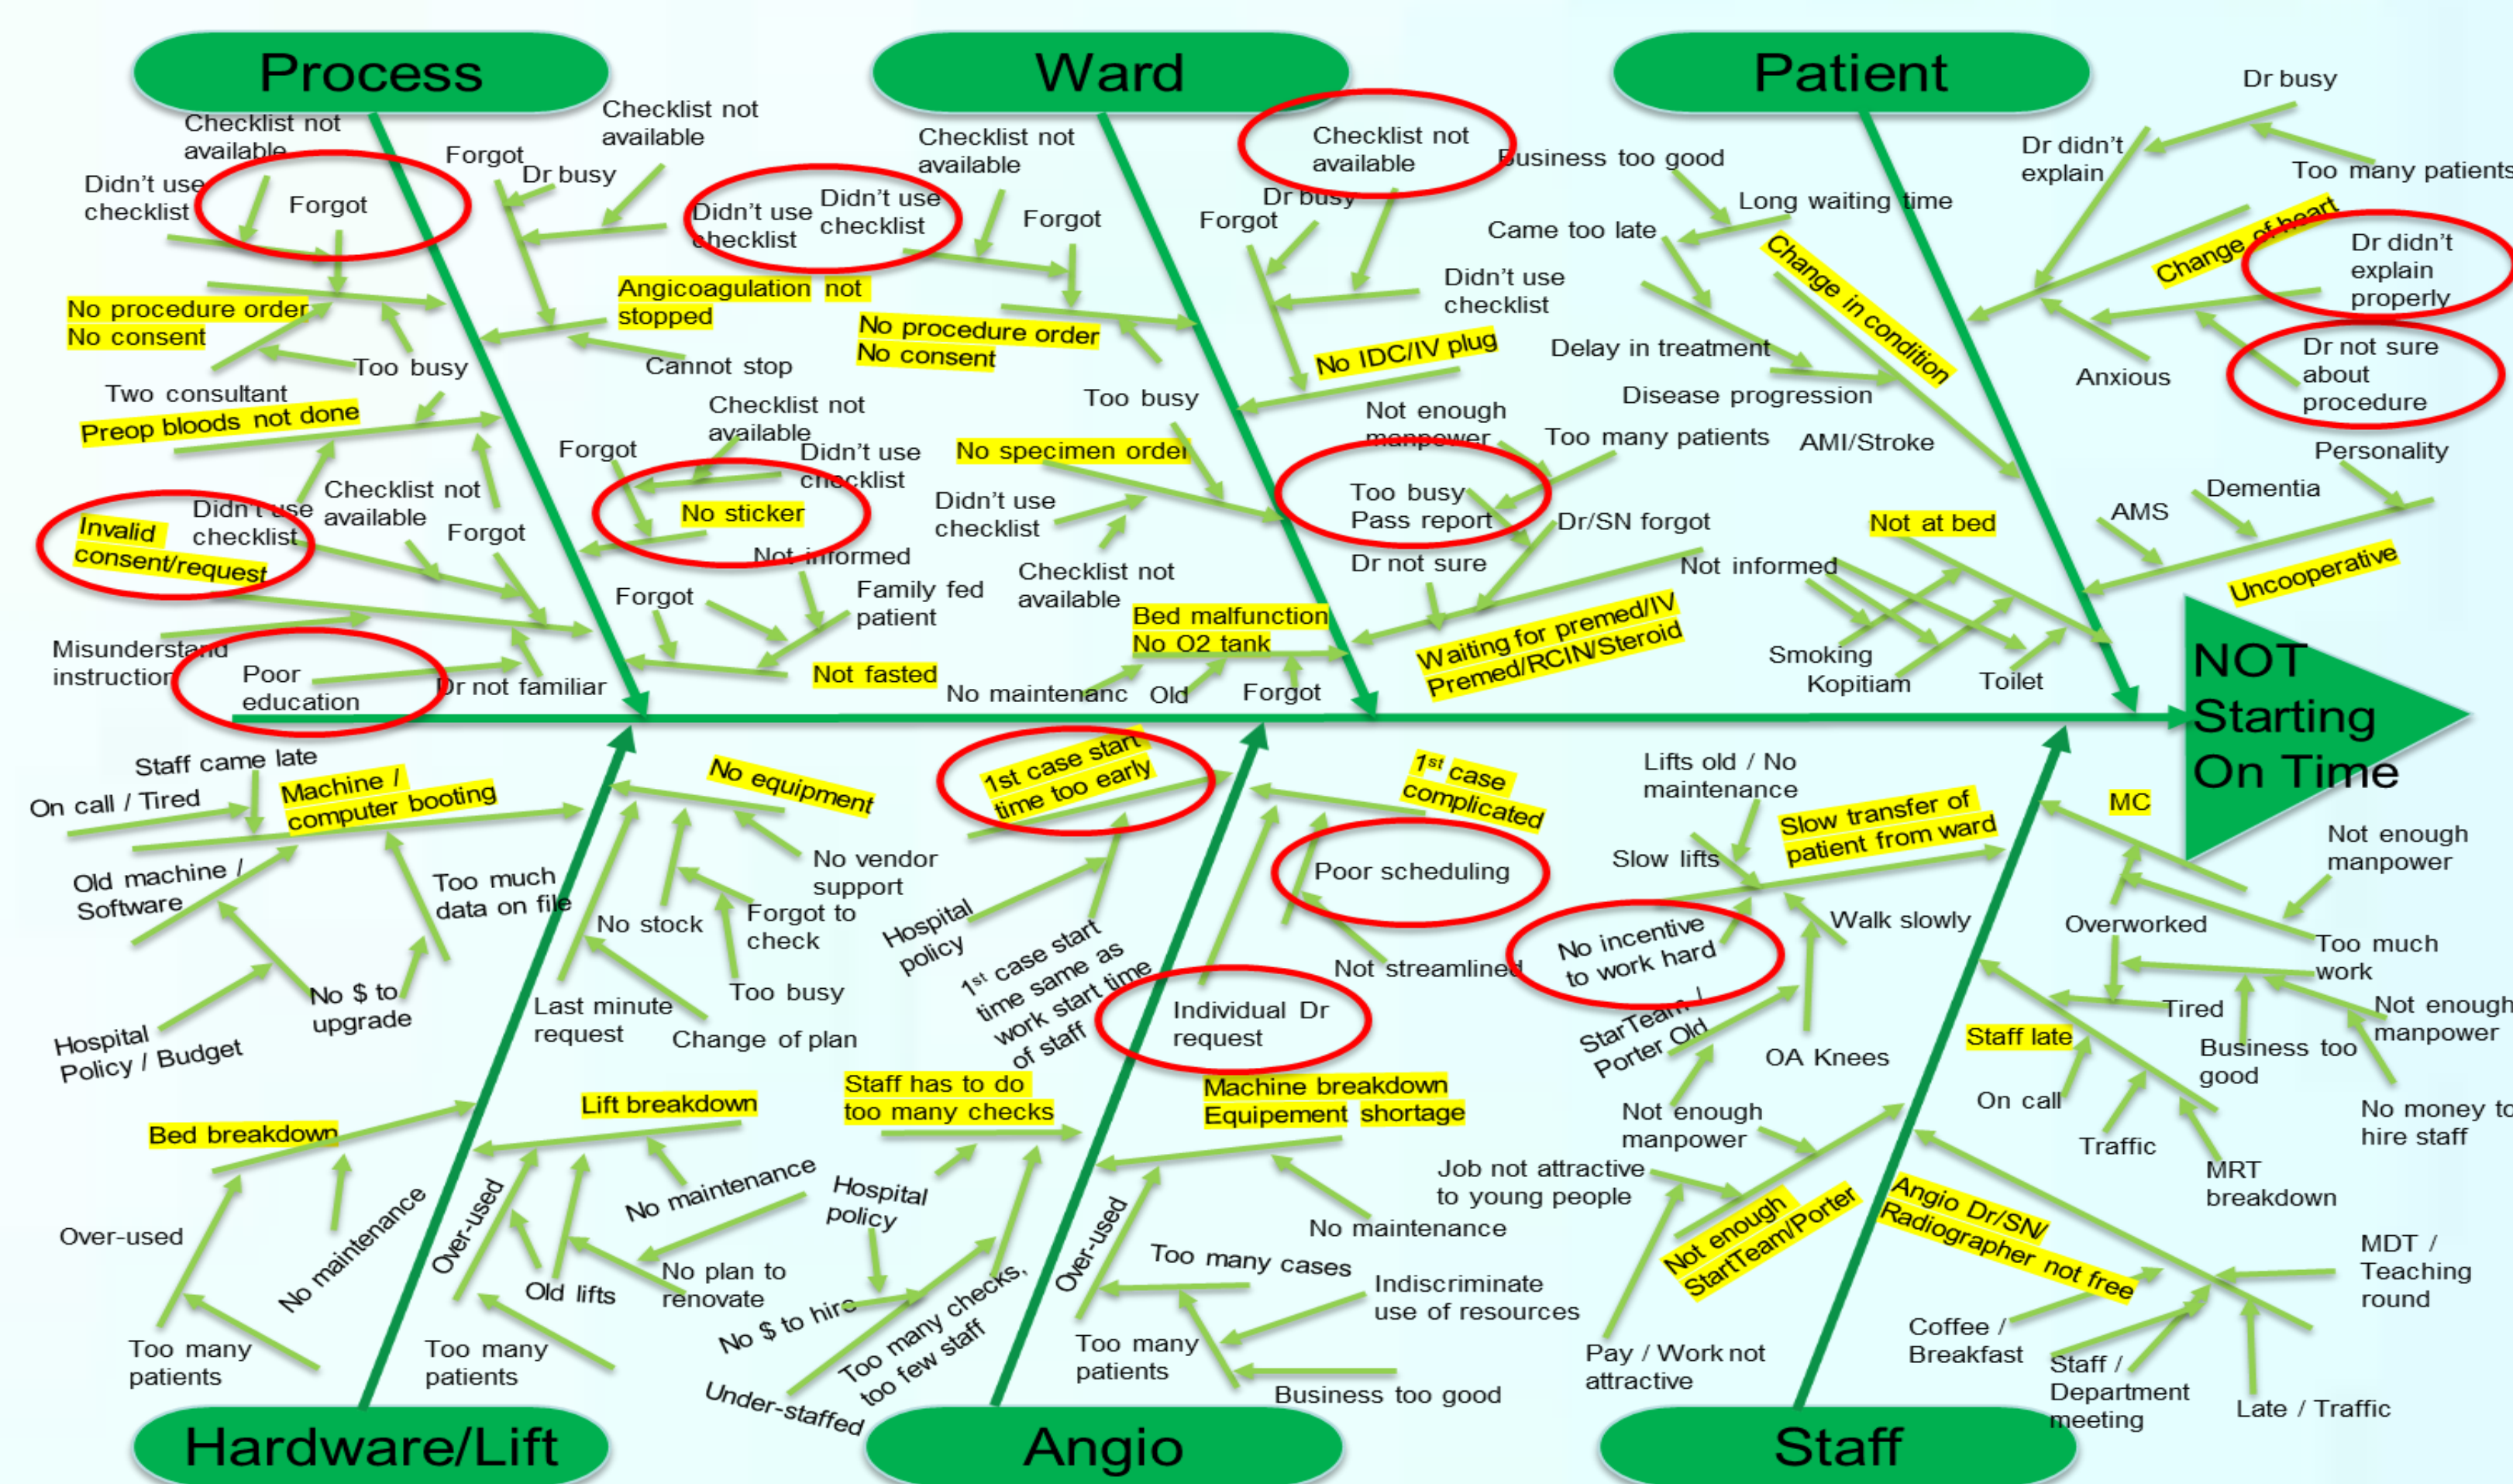 Process
Ward
Patient
Checklist not
available
Didn't use
checklist
Forgot
No procedure order
No consent
Too busy
Two consultant
Forgot
Dr busy
Checklist not
available
Didn't use
checklist
Angicoagulation not
stopped
Cannot stop
Preop bloods not done
Didn't use
checklist
Checklist not
available
Forgot
Invalid
consent/request
Misunderstand
instruction
Poor
education
Dr not familiar
Forgot
Checklist not
available
Didn't use
checklist
No sticker
Not informed
Forgot
Family fed
patient
Not fasted
Checklist not
available
Didn't use
checklist
Forgot
No procedure order
No consent
Too busy
No specimen order
Didn't use
checklist
Checklist not
available
Bed malfunction
No O2 tank
No maintenanc
Old
Forgot
Checklist not
available
Dr busy
Forgot
Didn't use
checklist
No IDC/IV plug
Not enough
manpower
Too many patients
Too busy
Pass report
Dr/SN forgot
Dr not sure
Waiting for premed/IV
Premed/RCIN/Steroid
Business too good
Long waiting time
Came too late
Change in condition
Delay in treatment
Disease progression
AMI/Stroke
Dr busy
Dr didn't
explain
Too many patients
Change of heart
Dr didn't
explain
properly
Dr not sure
about
procedure
Anxious
Personality
Dementia
AMS
Uncooperative
Not at bed
Not informed
Smoking
Kopitiam
Toilet
NOT
Starting
On Time
Staff came late
On call / Tired
Machine /
computer booting
Old machine /
Software
Too much
data on file
No $ to
upgrade
Hospital
Policy / Budget
No equipment
No vendor
support
No stock
Forgot to
check
Too busy
Last minute
request
Change of plan
Bed breakdown
Over-used
No maintenance
Too many
patients
Lift breakdown
Over-used
No maintenance
Old lifts
No plan to
renovate
Too many
patients
1st case start
time too early
Hospital
policy
1st case start
time same as
work start time
of staff
1st case
complicated
Poor scheduling
Not streamlined
Individual Dr
request
Staff has to do
too many checks
Hospital
policy
No $ to hire
Too many checks,
too few staff
Under-staffed
Machine breakdown
Equipement shortage
No maintenance
Over-used
Too many cases
Indiscriminate
use of resources
Too many
patients
Business too good
Lifts old / No
maintenance
Slow transfer of
patient from ward
Slow lifts
No incentive
to work hard
Walk slowly
StarTeam /
Porter Old
OA Knees
Not enough
manpower
Job not attractive
to young people
Not enough
StartTeam/Porter
Pay / Work not
attractive
MC
Not enough
manpower
Overworked
Too much
work
Tired
Not enough
manpower
Staff late
Business too
good
On call
Traffic
MRT
breakdown
No money to
hire staff
Angio Dr/SN/
Radiographer not free
MDT /
Teaching
round
Coffee /
Breakfast
Staff /
Department
meeting
Late / Traffic
Hardware/Lift
Angio
Staff